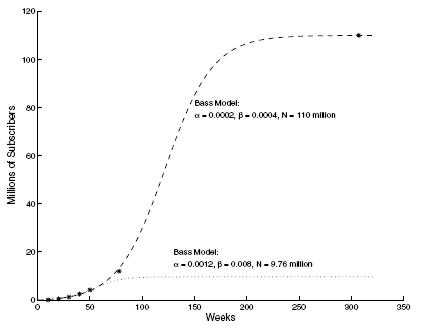 120
100
80
60
40
20
0
Millions of Subscribers
Bass Model:
α = 0.0002, β = 0.0004, N = 110 million
Bass Model:
α = 0.0012, β = 0.008, N = 9.76 million
0 50 100 150 200 250 300 350
Weeks